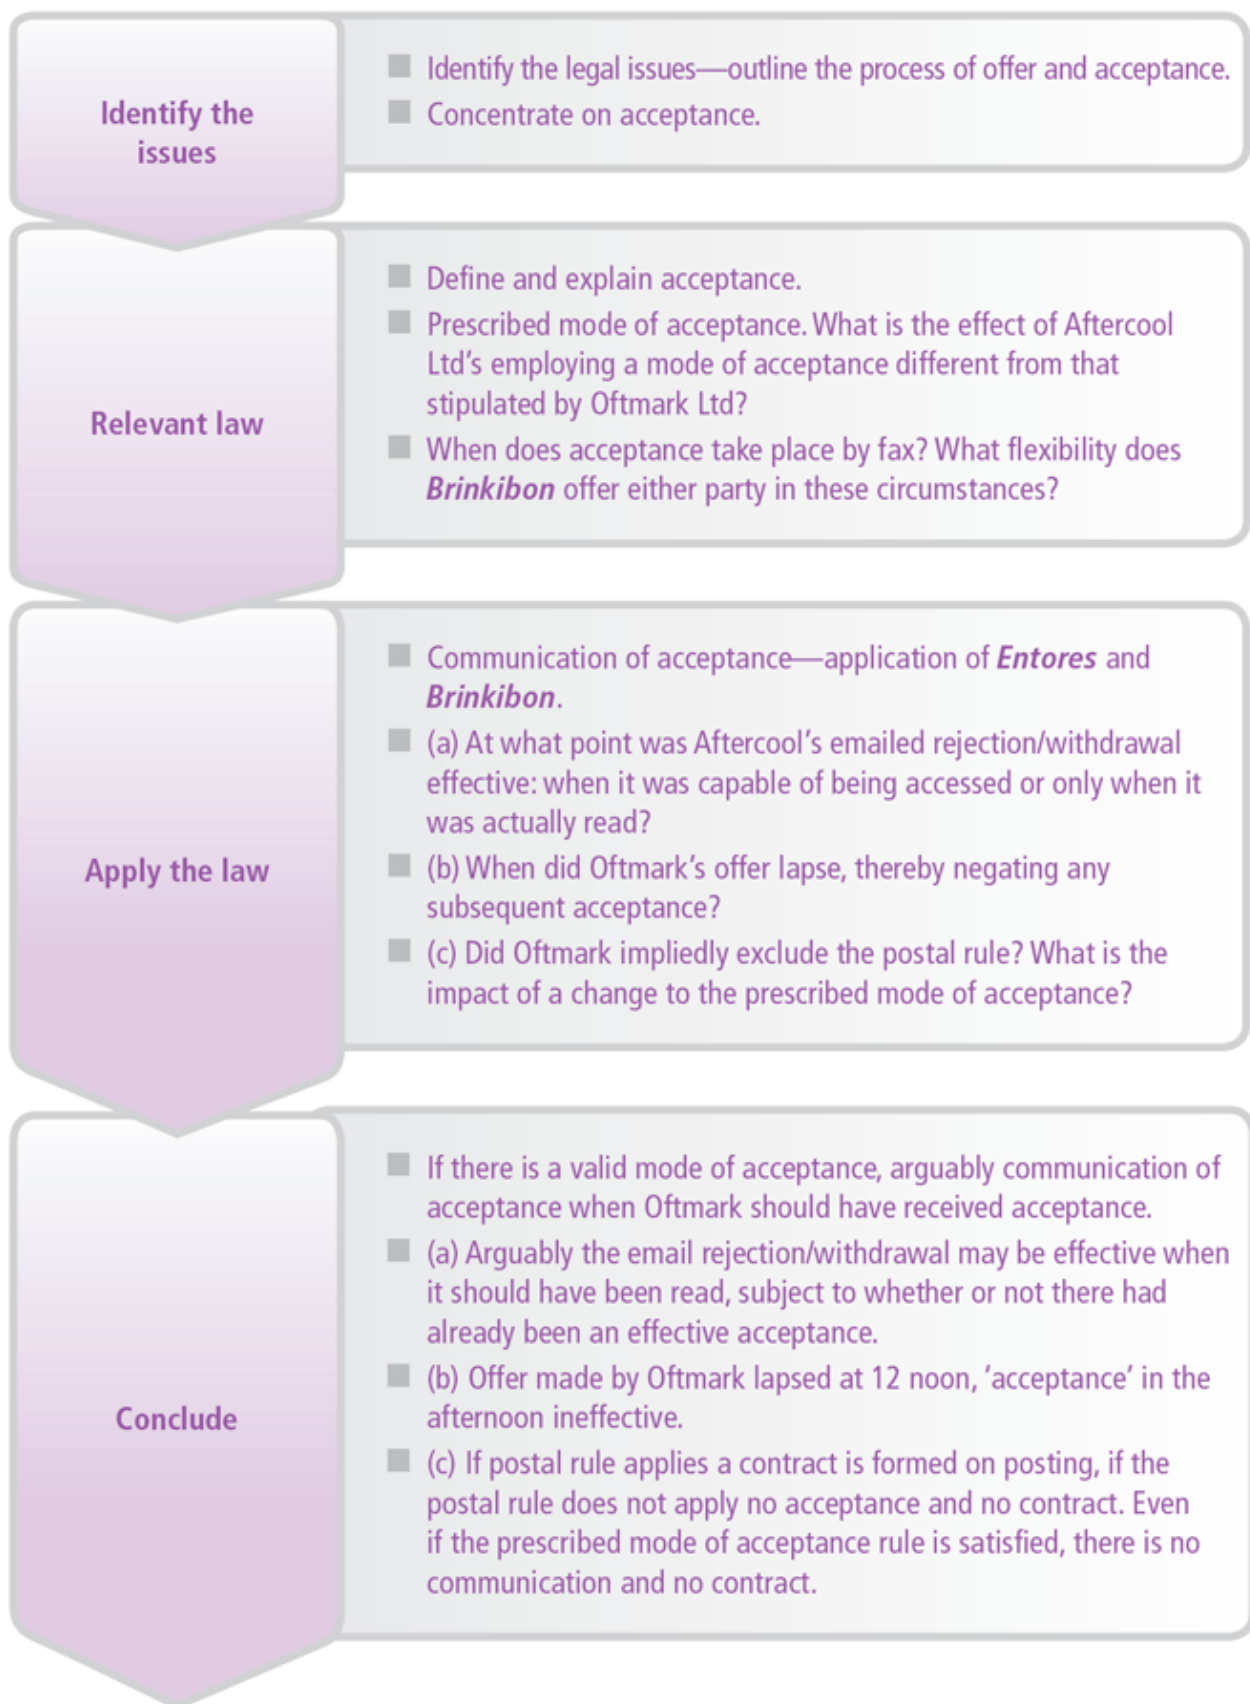 Identify the
issues
■ Identify the legal issues—outline the process of offer and acceptance.
■ Concentrate on acceptance.
Relevant law
■ Define and explain acceptance.
■ Prescribed mode of acceptance. What is the effect of Aftercool
Ltd’s employing a mode of acceptance different from that
stipulated by Oftmark Ltd?
■ When does acceptance take place by fax? What flexibility does
Brinkibon offer either party in these circumstances?
Apply the law
■ Communication of acceptance—application of Entores and
Brinkibon.
■ (a) At what point was Aftercool’s emailed rejection/withdrawal
effective: when it was capable of being accessed or only when it
was actually read?
■ (b) When did Oftmark’s offer lapse, thereby negating any
subsequent acceptance?
■ (c) Did Oftmark impliedly exclude the postal rule? What is the
impact of a change to the prescribed mode of acceptance?
Conclude
■ If there is a valid mode of acceptance, arguably communication of
acceptance when Oftmark should have received acceptance.
■ (a) Arguably the email rejection/withdrawal may be effective when
it should have been read, subject to whether or not there had
already been an effective acceptance.
■ (b) Offer made by Oftmark lapsed at 12 noon, ‘acceptance’ in the
afternoon ineffective.
■ (c) If postal rule applies a contract is formed on posting, if the
postal rule does not apply no acceptance and no contract. Even
if the prescribed mode of acceptance rule is satisfied, there is no
communication and no contract.